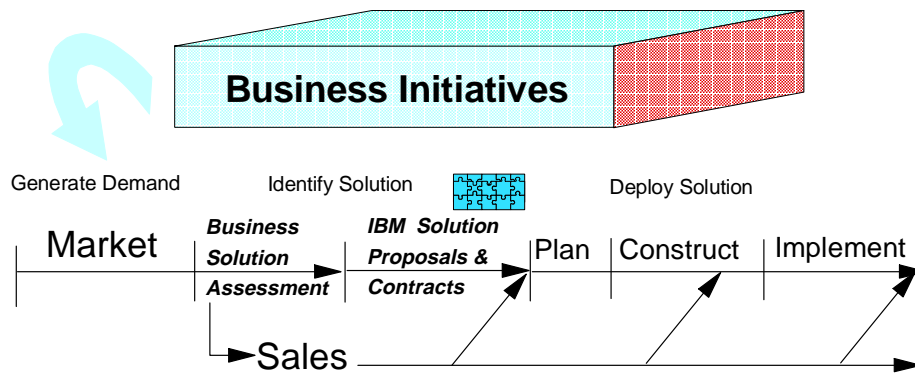 Business Initiatives
Generate Demand
Identify Solution
Deploy Solution
Market
Business
Solution
Assessment
IBM Solution
Proposals &
Contracts
Plan
Construct
Implement
Sales